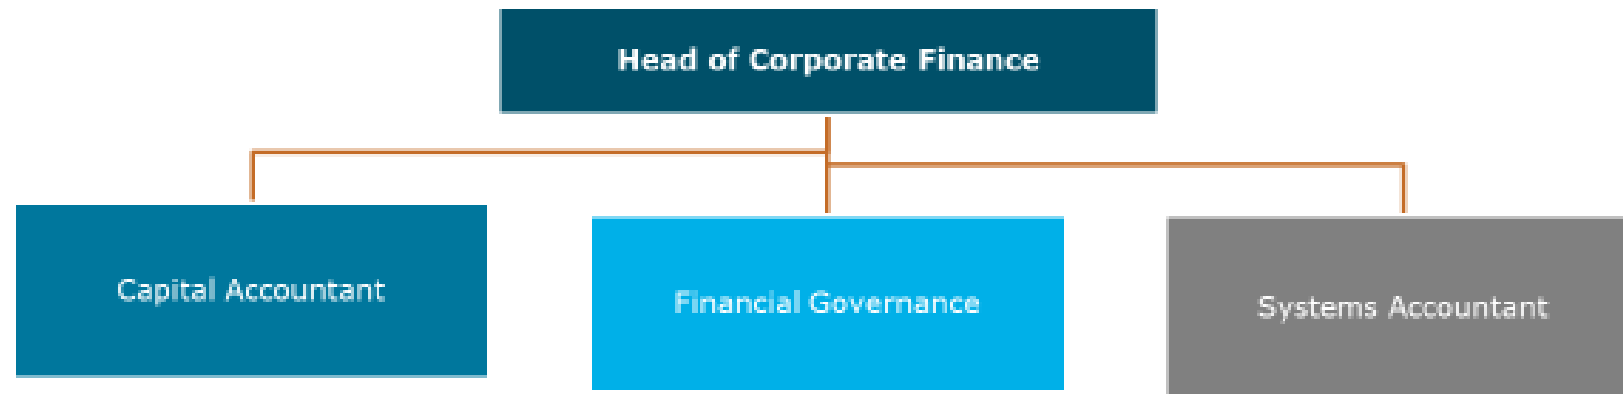 Head of Corporate Finance
Capital Accountant
Financial Governance
Systems Accountant